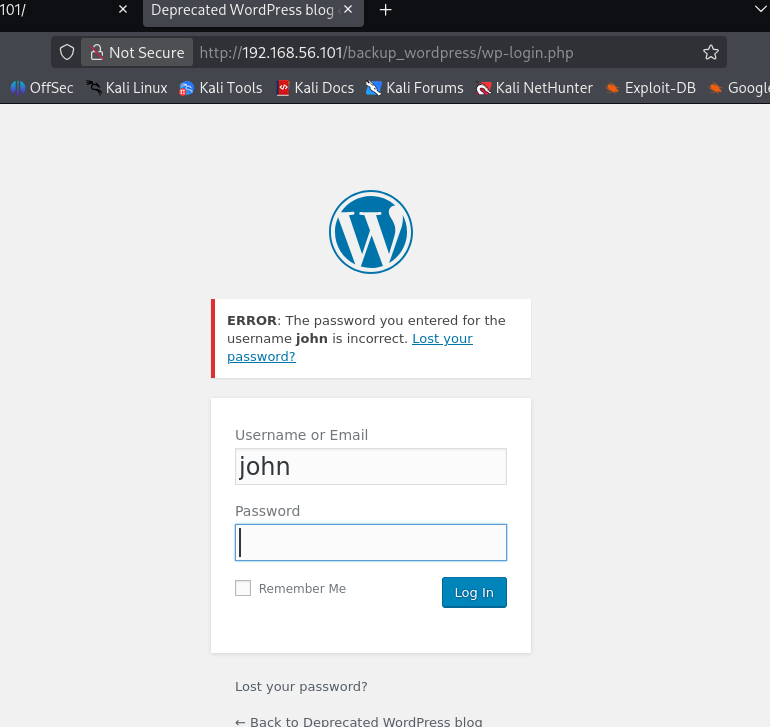 101/
Deprecated WordPress blog
Not Secure http://192.168.56.101/backup_wordpress/wp-login.php
OffSec Kali Linux Kali Tools Kali Docs Kali Forums Kali NetHunter Exploit-DB Google
ERROR: The password you entered for the
username john is incorrect. Lost your
password?
Username or Email
john
Password
Remember Me
Log In
Lost your password?
← Back to Deprecated WordPress blog